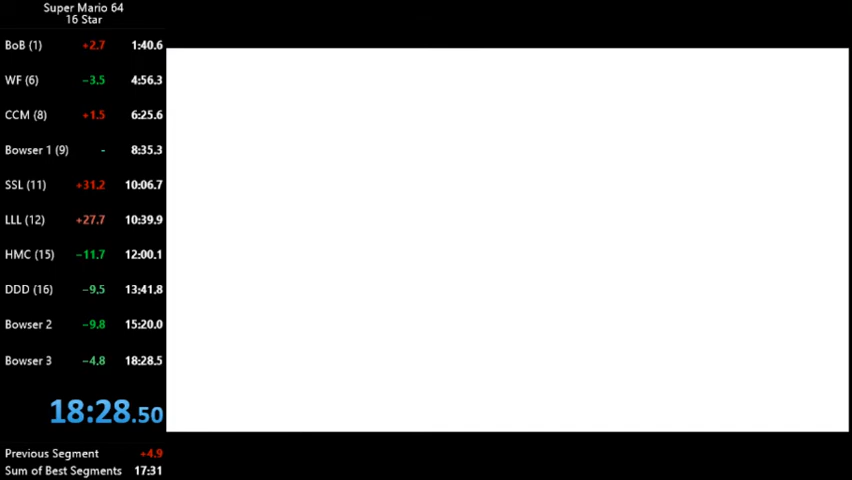 Super Mario 64
16 Star
BoB (1) +2.7 1:40.6
WF (6) −3.5 4:56.3
CCM (8) +1.5 6:25.6
Bowser 1 (9) - 8:35.3
SSL (11) +31.2 10:06.7
LLL (12) +27.7 10:39.9
HMC (15) −11.7 12:00.1
DDD (16) −9.5 13:41.8
Bowser 2 −9.8 15:20.0
Bowser 3 −4.8 18:28.5
18:28.50
Previous Segment +4.9
Sum of Best Segments 17:31